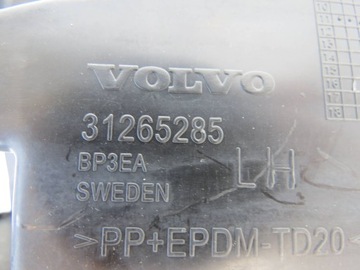 VOLVO
31265285
BP3EA LH
SWEDEN
>PP+EPDM-TD20<